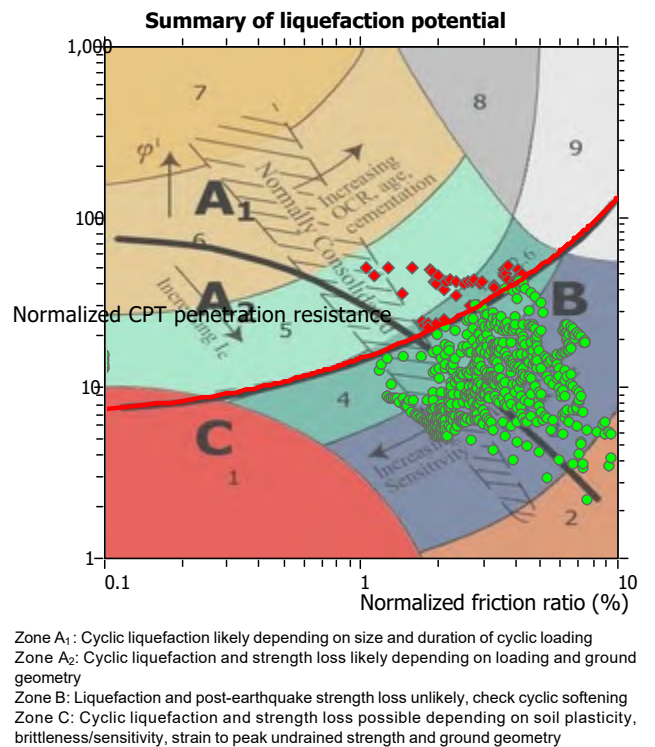 Summary of liquefaction potential
1,000
100
10
1
7
8
9
φ'
Increasing
OCR, age,
cementation
A1
Normally Consolidated
6
A2
Increasing Ic
5
B
Normalized CPT penetration resistance
4
C
1
Increasing
Sensitivity
2
0.1
1
10
Normalized friction ratio (%)
Zone A1: Cyclic liquefaction likely depending on size and duration of cyclic loading
Zone A2: Cyclic liquefaction and strength loss likely depending on loading and ground
geometry
Zone B: Liquefaction and post-earthquake strength loss unlikely, check cyclic softening
Zone C: Cyclic liquefaction and strength loss possible depending on soil plasticity,
brittleness/sensitivity, strain to peak undrained strength and ground geometry